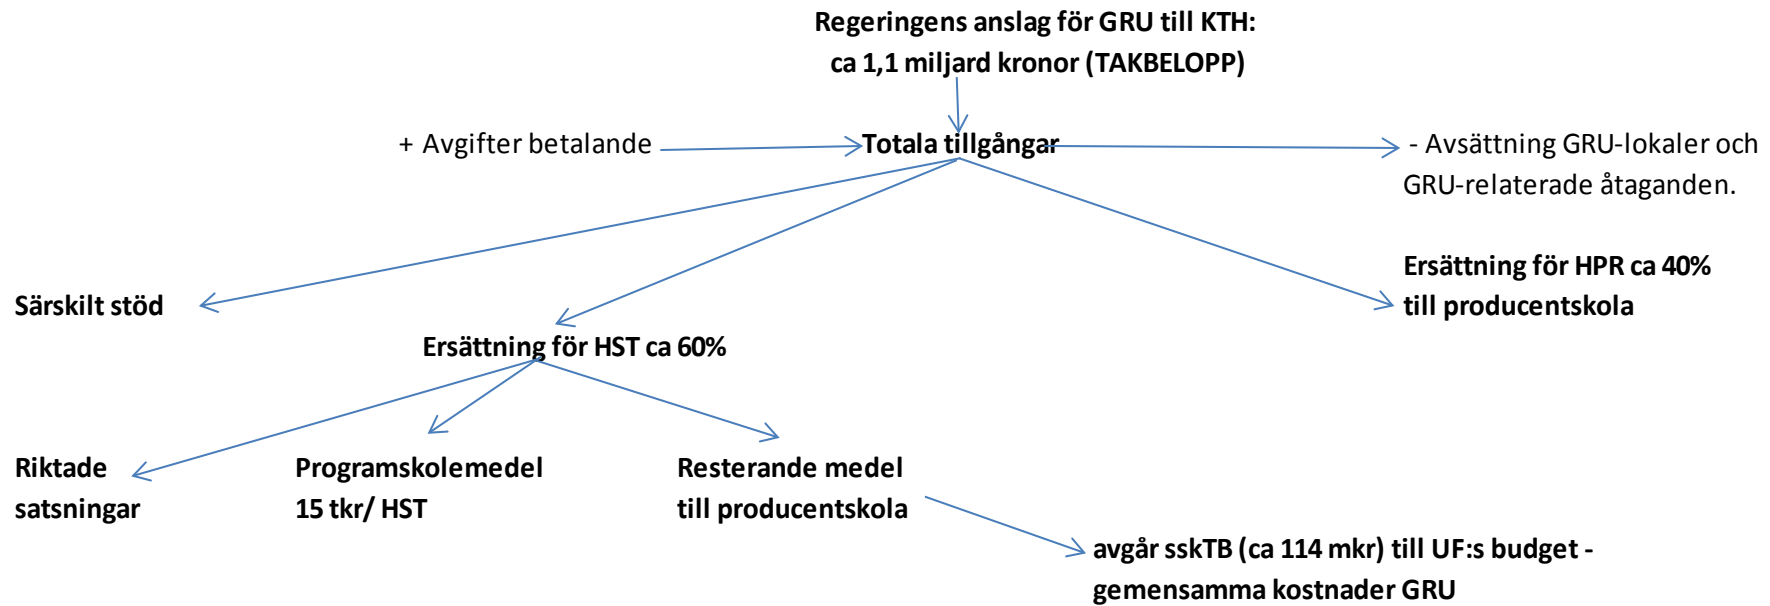 Regeringens anslag för GRU till KTH:
ca 1,1 miljard kronor (TAKBELOPP)
+ Avgifter betalande
Totala tillgångar
- Avsättning GRU-lokaler och
GRU-relaterade åtaganden.
Ersättning för HPR ca 40%
till producentskola
Särskilt stöd
Ersättning för HST ca 60%
Riktade
satsningar
Programskolemedel
15 tkr/ HST
Resterande medel
till producentskola
avgår sskTB (ca 114 mkr) till UF:s budget -
gemensamma kostnader GRU